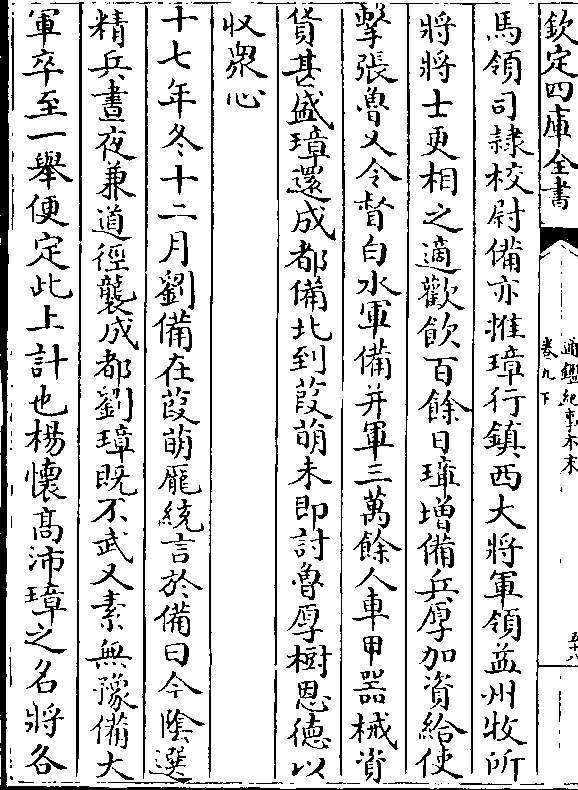 欽定四庫全書
通鑑紀事本末
卷九下
五十八
馬領司隷校尉備亦推璋行鎮西大將軍領益州牧所
將將士更相之適歡飲百餘日璋增備兵厚加資給使
擊張魯又令督白水軍備并軍三萬餘人車甲器械資
貨甚盛璋還成都備北到葭萌未即討魯厚樹恩德以
収衆心
十七年冬十二月劉備在葭萌龐統言於備曰今隂選
精兵晝夜兼道徑襲成都劉璋既不武又素無豫備大
軍卒至一舉便定此上計也楊懷髙沛璋之名將各